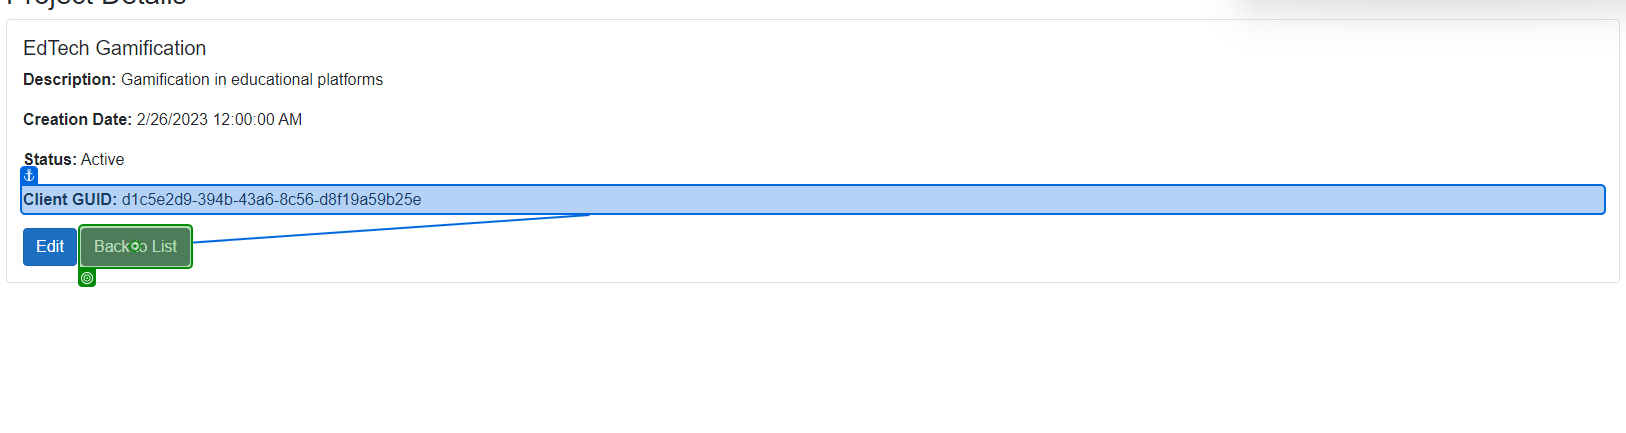 Project Details
EdTech Gamification
Description: Gamification in educational platforms
Creation Date: 2/26/2023 12:00:00 AM
Status: Active
Client GUID: d1c5e2d9-394b-43a6-8c56-d8f19a59b25e
Edit Back to List